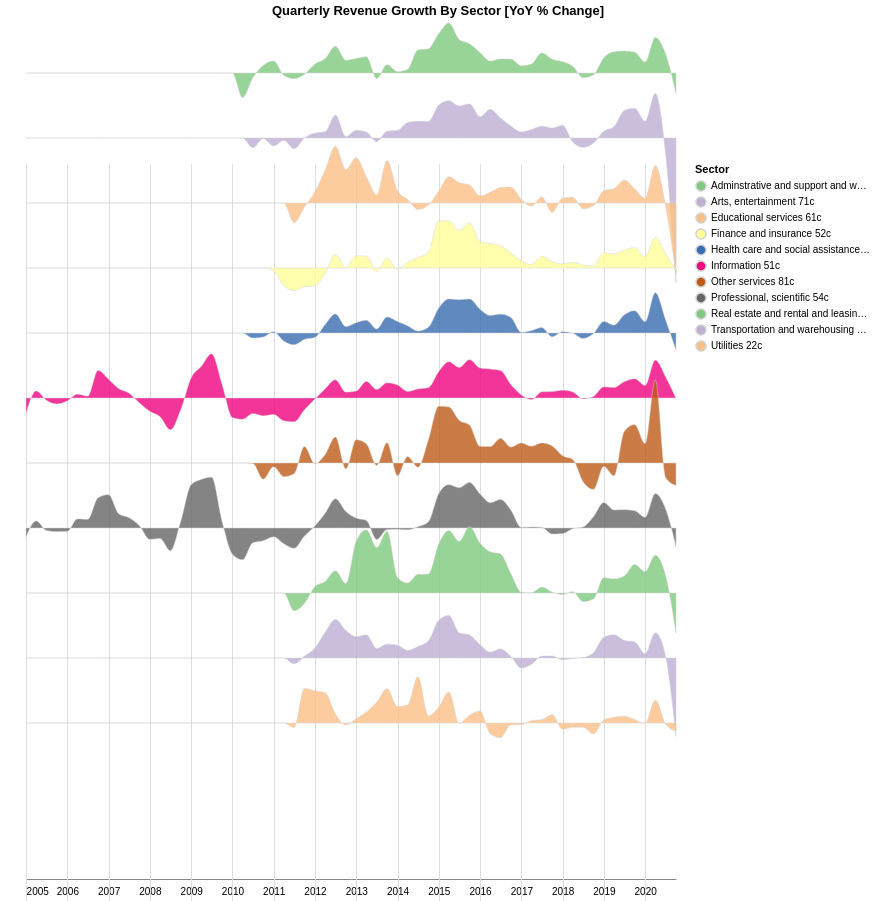 Quarterly Revenue Growth By Sector [YoY % Change]
Sector
Adminstrative and support and w…
Arts, entertainment 71c
Educational services 61c
Finance and insurance 52c
Health care and social assistance…
Information 51c
Other services 81c
Professional, scientific 54c
Real estate and rental and leasin…
Transportation and warehousing …
Utilities 22c
2005 2006 2007 2008 2009 2010 2011 2012 2013 2014 2015 2016 2017 2018 2019 2020